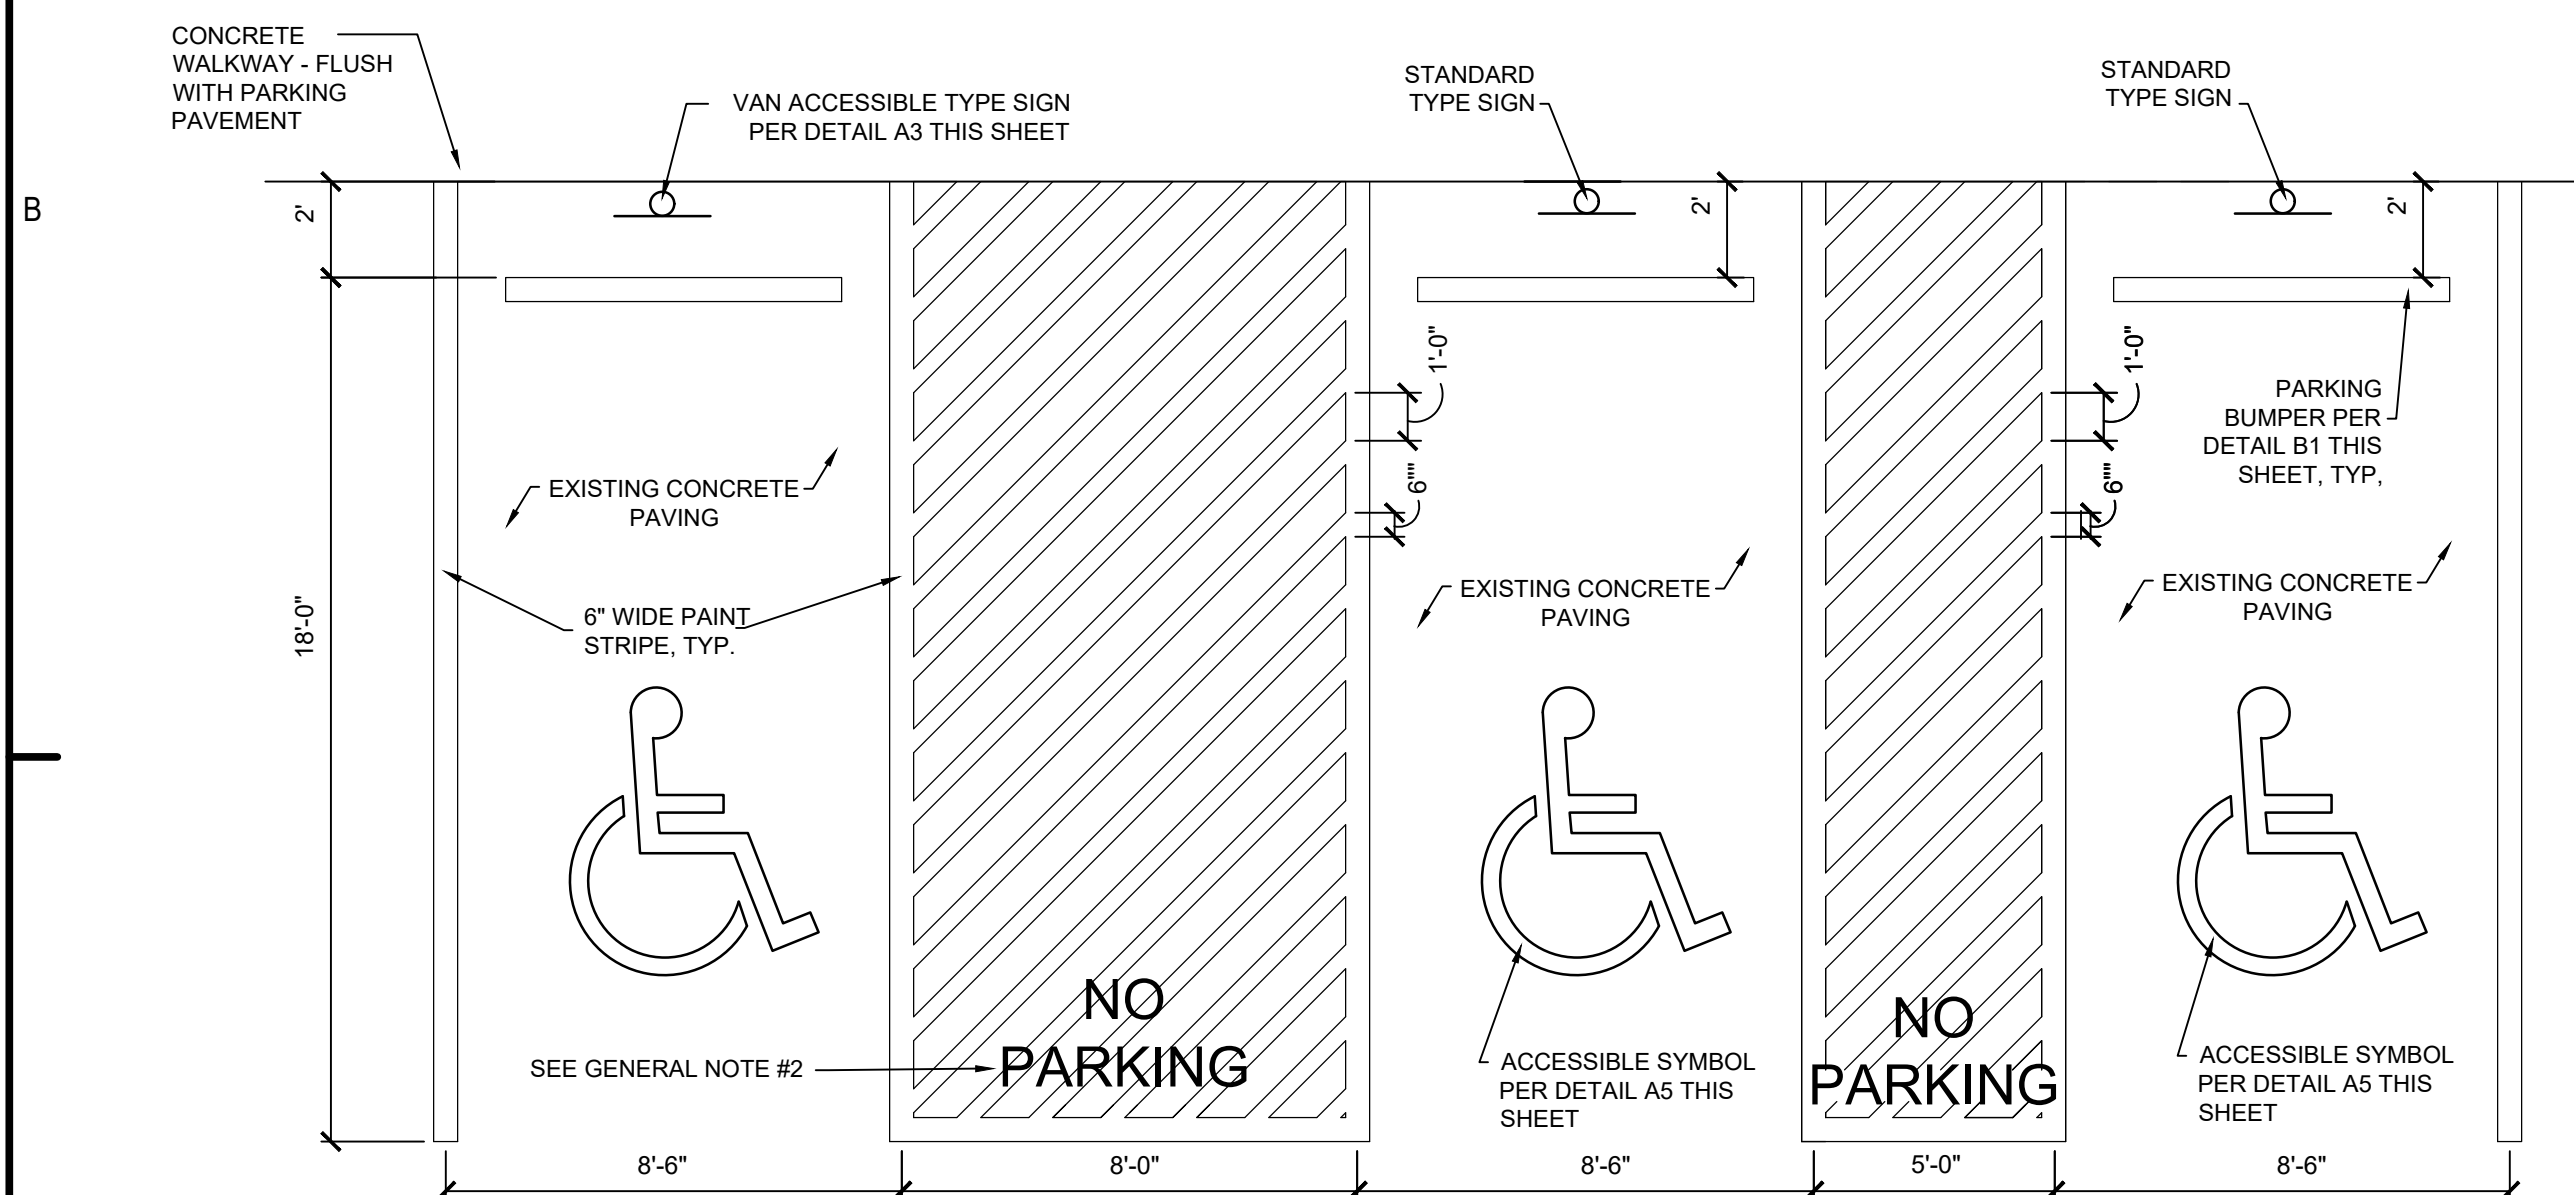 CONCRETE
WALKWAY - FLUSH
WITH PARKING
PAVEMENT
VAN ACCESSIBLE TYPE SIGN
PER DETAIL A3 THIS SHEET
STANDARD
TYPE SIGN
STANDARD
TYPE SIGN
B
2'
2'
2'
1'-0"
1'-0"
PARKING
BUMPER PER
DETAIL B1 THIS
SHEET, TYP,
6""
6""
EXISTING CONCRETE
PAVING
EXISTING CONCRETE
PAVING
EXISTING CONCRETE
PAVING
18'-0"
6" WIDE PAINT
STRIPE, TYP.
NO
PARKING
NO
PARKING
SEE GENERAL NOTE #2
ACCESSIBLE SYMBOL
PER DETAIL A5 THIS
SHEET
ACCESSIBLE SYMBOL
PER DETAIL A5 THIS
SHEET
8'-6"
8'-0"
8'-6"
5'-0"
8'-6"